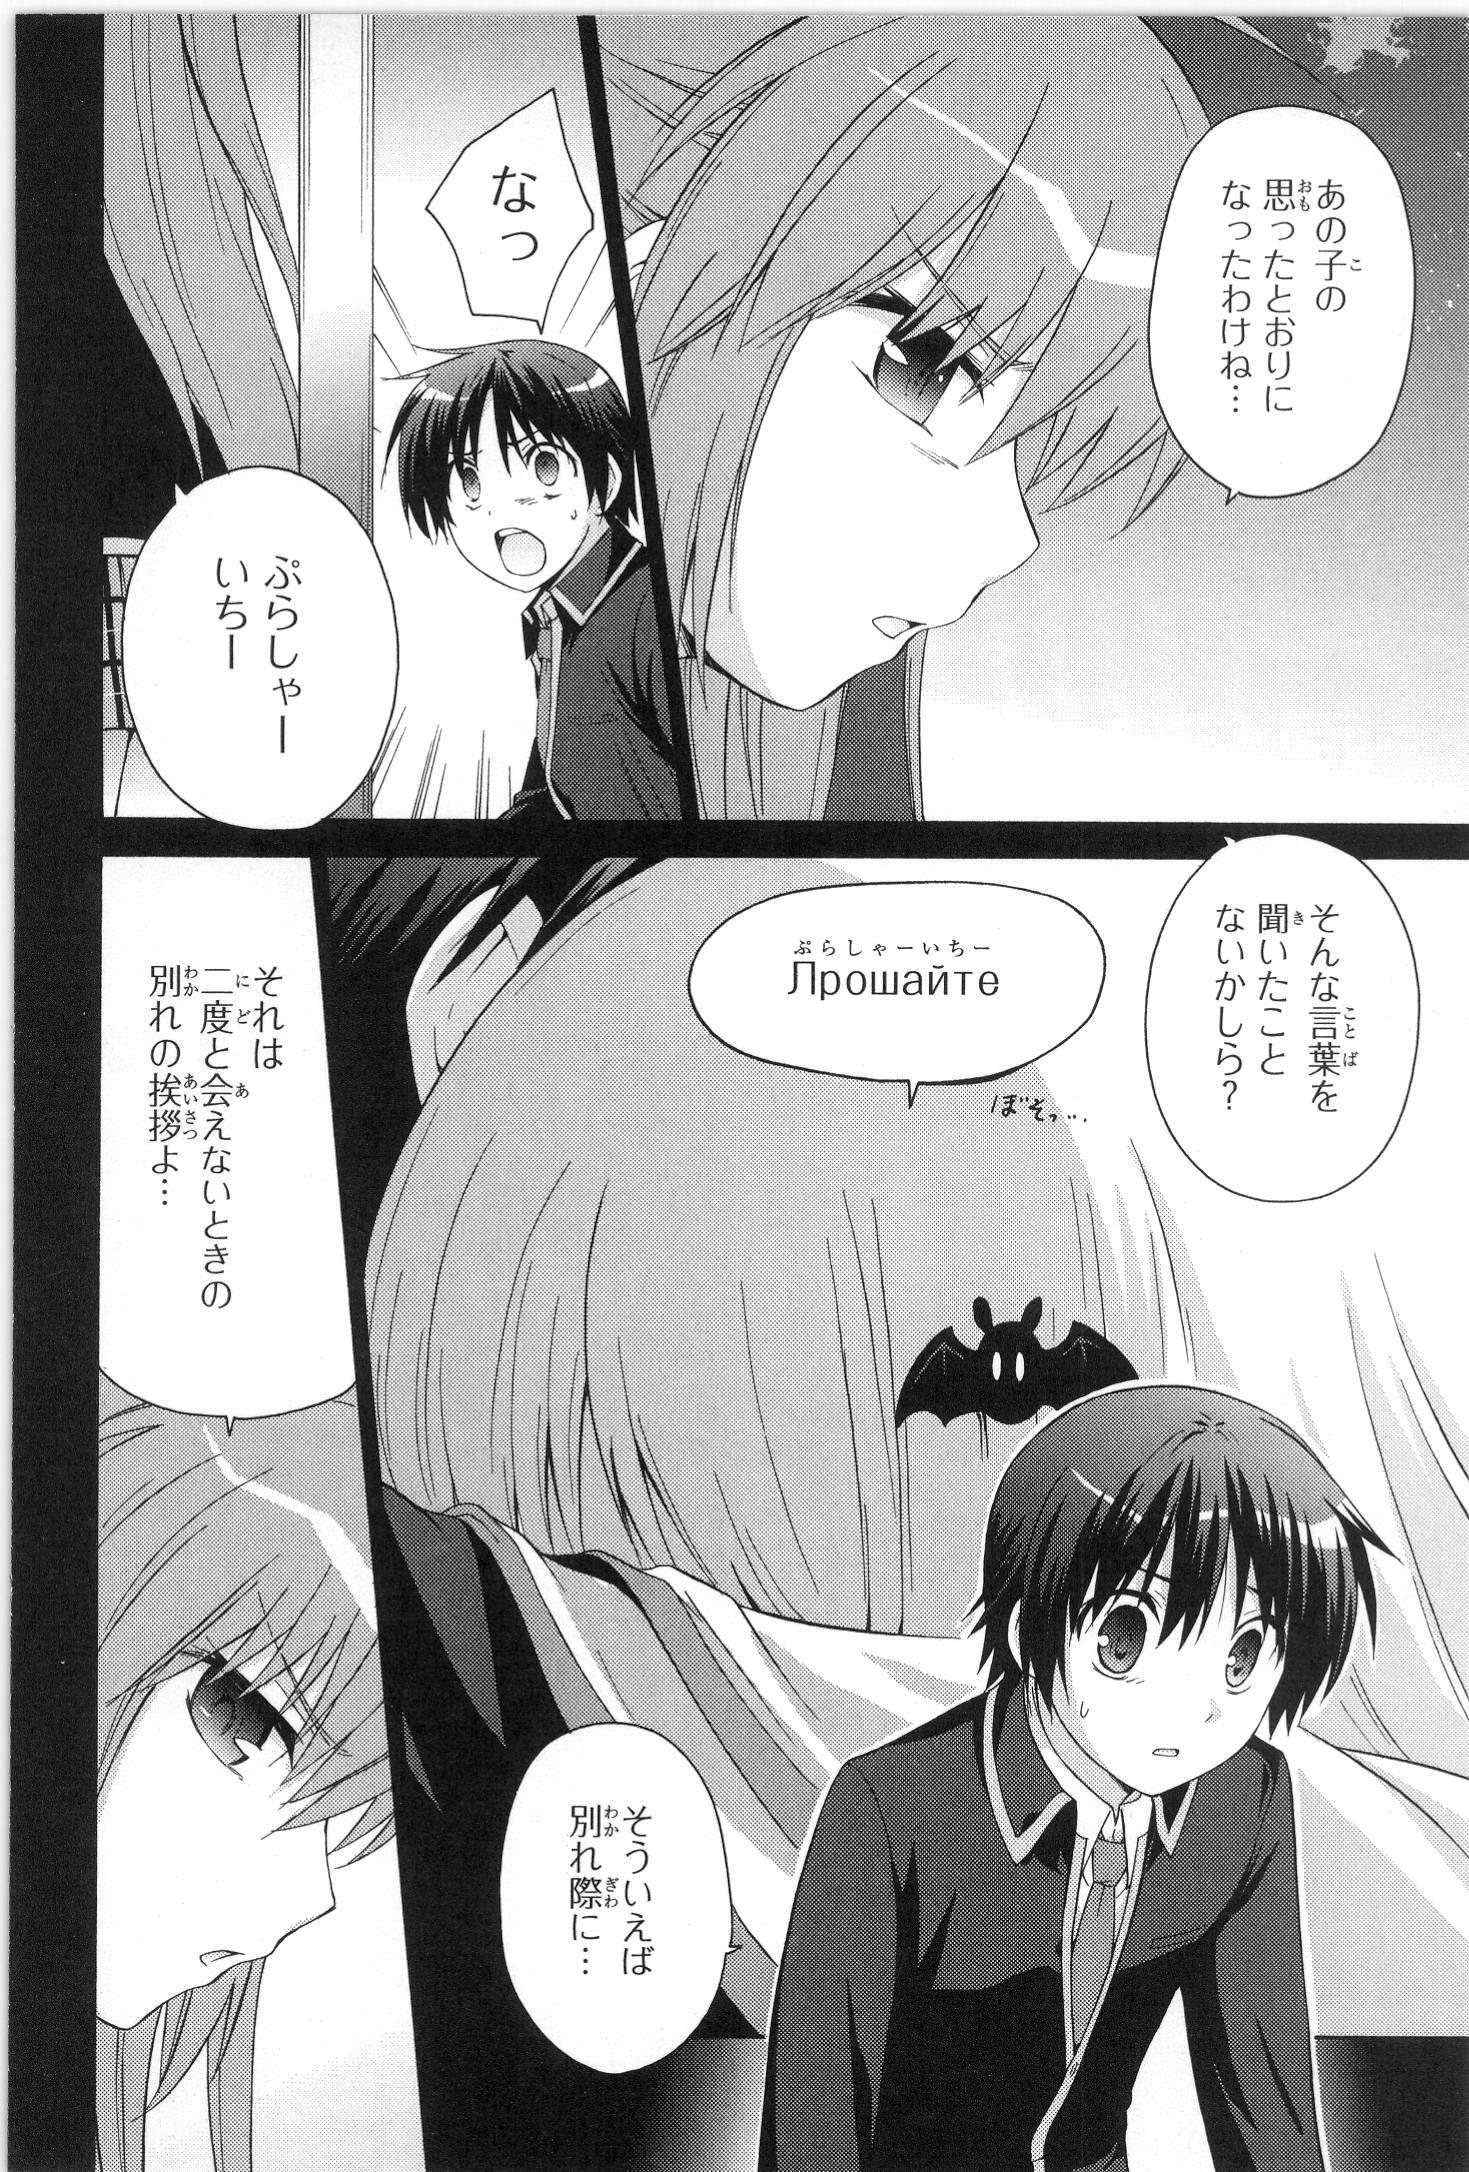 あの子の
思ったとおりに
なったわけね…
なっ
ぷらしゃー
いちー
そんな言葉を
聞いたこと
ないかしら?
ぷらしゃーいちー
Лрошайте
ぼそっ…
そういえば
別れ際に…
それは
二度と会えないときの
別れの挨拶よ…